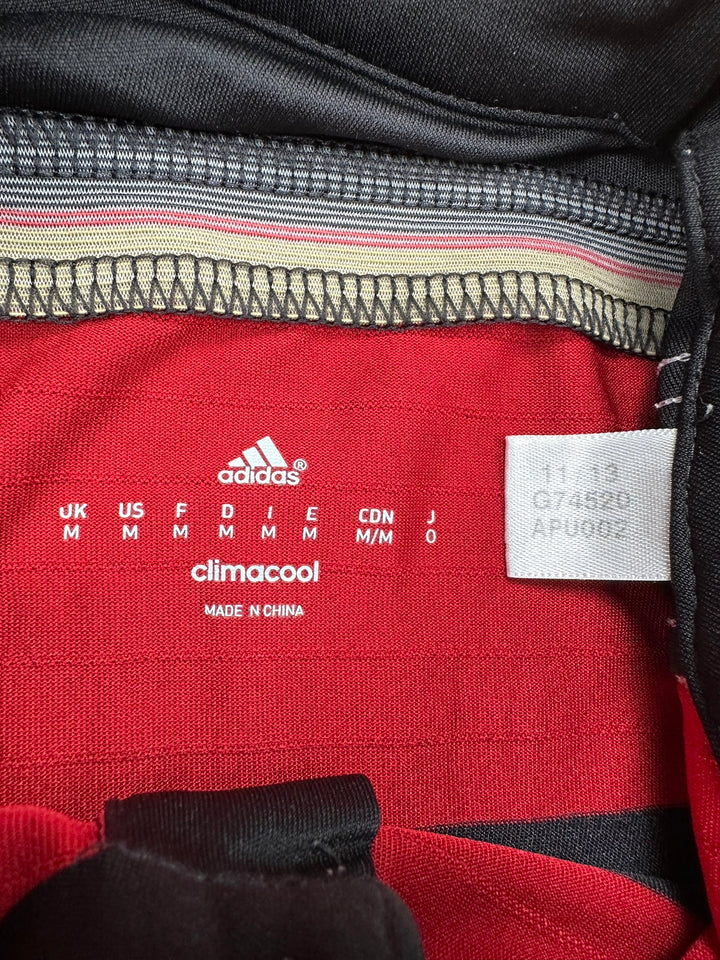 adidas®
UK US F D I E CDN J
M M M M M M M/M O
climacool
MADE IN CHINA
11 13
G74520
APU002